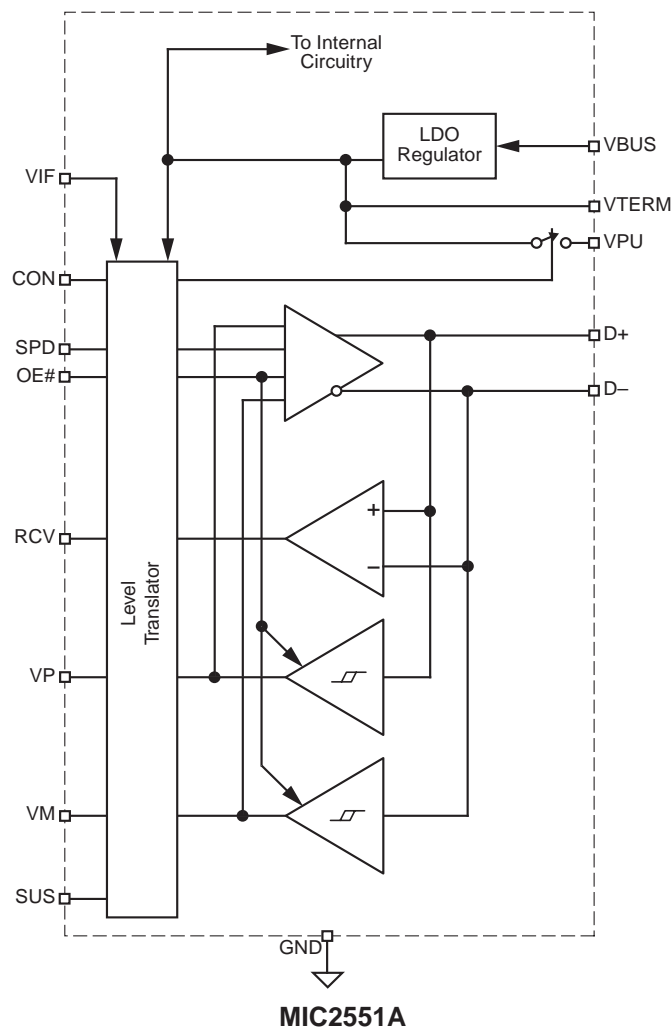 To Internal
Circuitry
LDO
Regulator
VBUS
VIF
VTERM
VPU
CON
SPD
D+
OE#
D–
+
RCV
–
Level
Translator
VP
VM
SUS
GND
MIC2551A